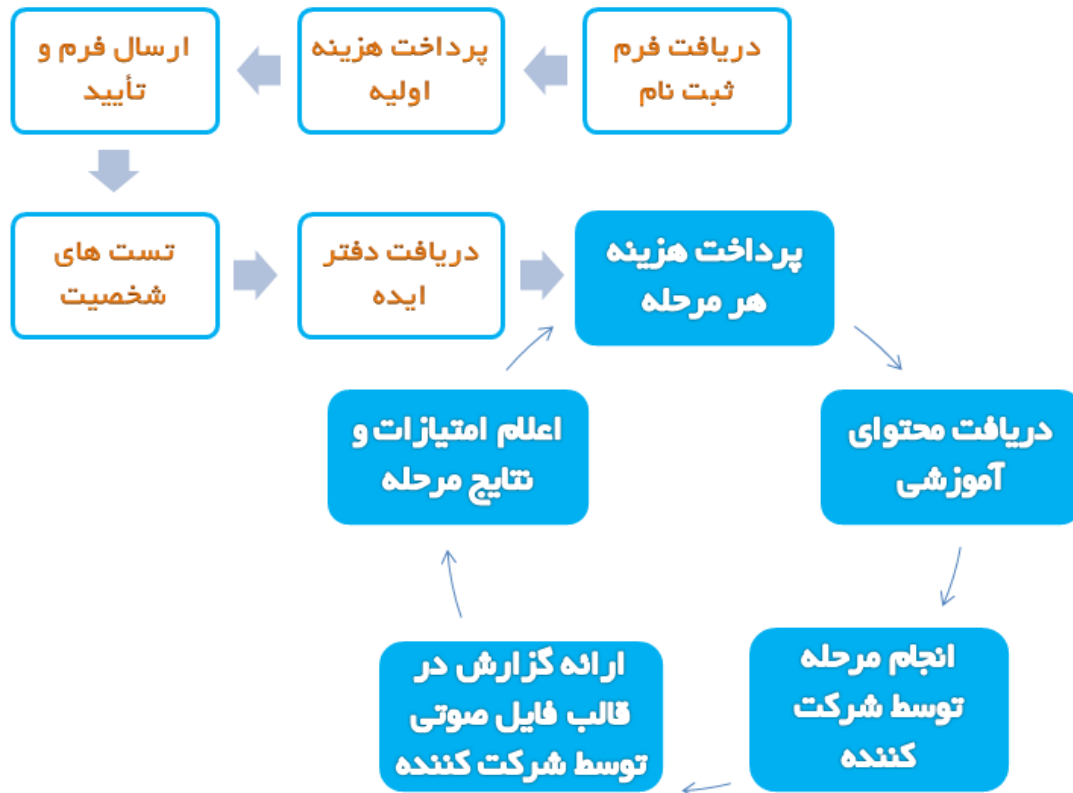 دریافت فرم
ثبت نام
پرداخت هزینه
اولیه
ارسال فرم و
تأیید
تست های
شخصیت
دریافت دفتر
ایده
پرداخت هزینه
هر مرحله
دریافت محتوای
آموزشی
انجام مرحله
توسط شرکت
کننده
ارائه گزارش در
قالب فایل صوتی
توسط شرکت کننده
اعلام امتیازات و
نتایج مرحله